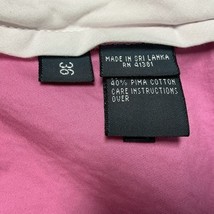 36
MADE IN SRI LANKA
RN 41381
40% PIMA COTTON
CARE INSTRUCTIONS
OVER